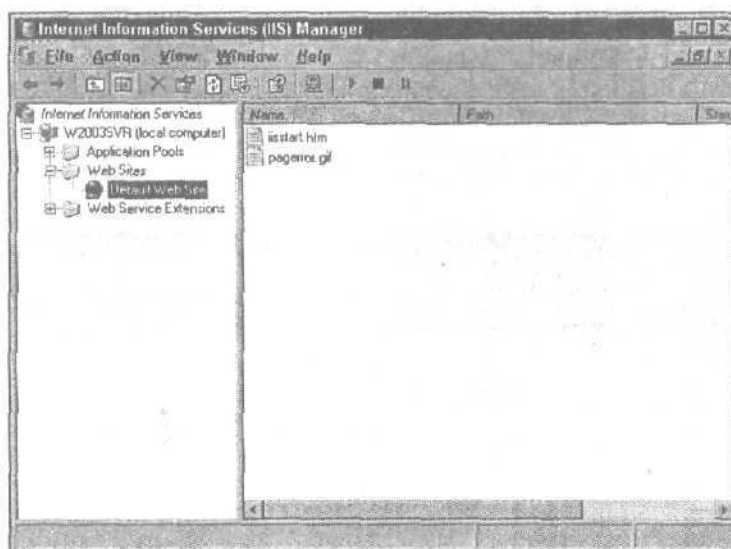 Internet Information Services (IIS) Manager
File Action View Window Help
Internet Information Services
W2003SVR (local computer)
Application Pools
Web Sites
Default Web Site
Web Service Extensions
Name Path Stat
iisstart.htm
pagerror.gif